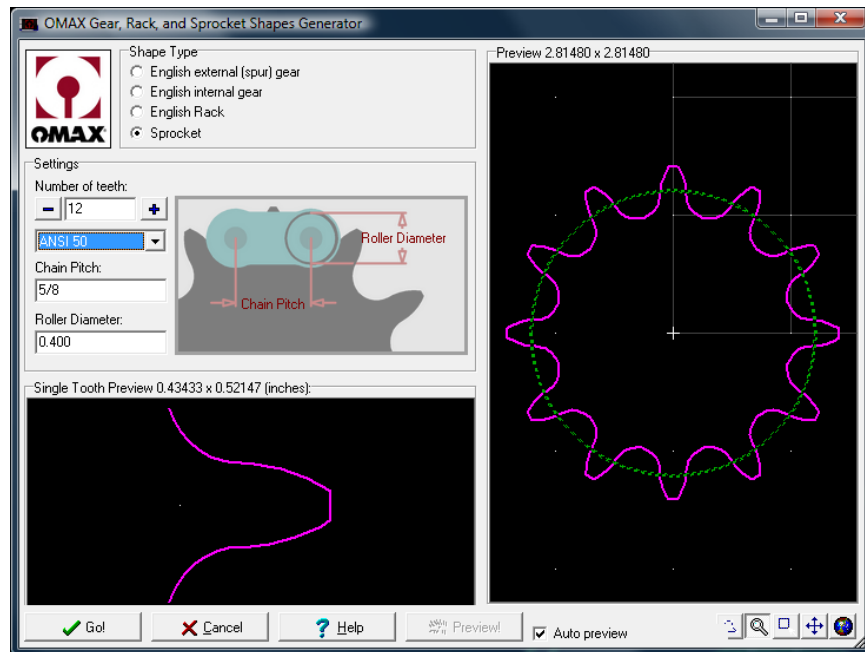 OMAX Gear, Rack, and Sprocket Shapes Generator
OMAX
Shape Type
English external (spur) gear
English internal gear
English Rack
Sprocket
Settings
Number of teeth:
12
ANSI 50
Chain Pitch:
5/8
Roller Diameter:
0.400
Roller Diameter
Chain Pitch
Single Tooth Preview 0.43433 x 0.52147 (inches):
Preview 2.81480 x 2.81480
Go!
Cancel
? Help
Preview!
Auto preview